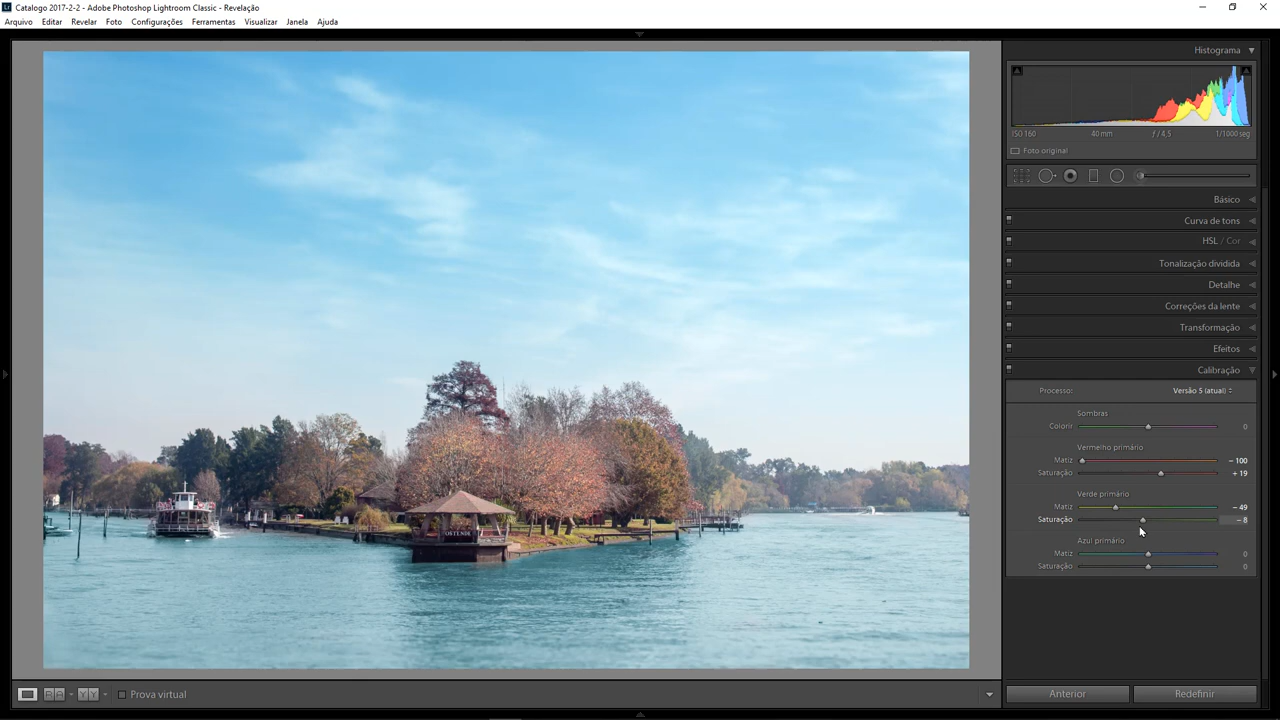 Catalogo 2017-2-2 - Adobe Photoshop Lightroom Classic - Revelação
Arquivo Editar Revelar Foto Configurações Ferramentas Visualizar Janela Ajuda
Histograma
ISO 160 40 mm ƒ / 4,5 1/1000 seg
Foto original
Básico
Curva de tons
HSL / Cor
Tonalização dividida
Detalhe
Correções da lente
Transformação
Efeitos
Calibração
Processo: Versão 5 (atual)
Sombras
Colorir 0
Vermelho primário
Matiz - 100
Saturação + 19
Verde primário
Matiz - 49
Saturação - 8
Azul primário
Matiz 0
Saturação 0
OSTENDE
Prova virtual
Anterior Redefinir